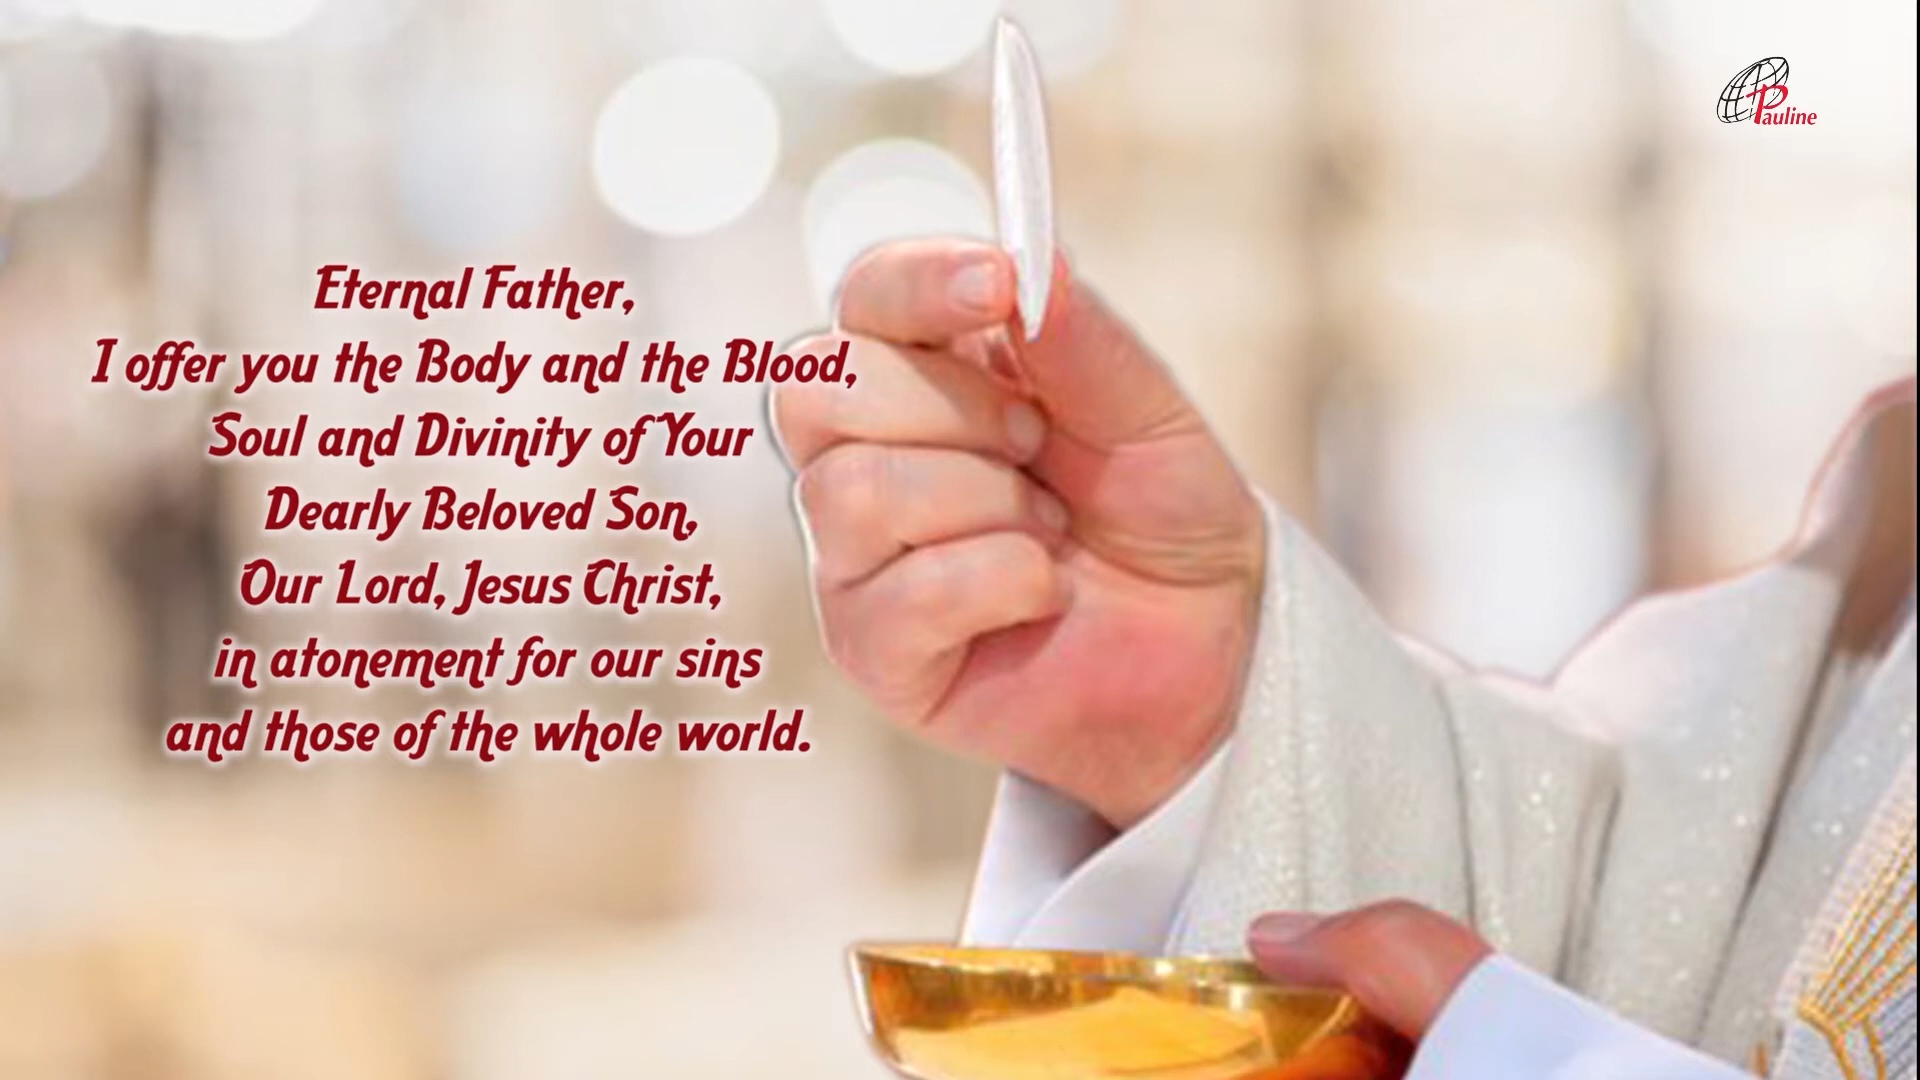 Pauline
Eternal Father,
I offer you the Body and the Blood,
Soul and Divinity of Your
Dearly Beloved Son,
Our Lord, Jesus Christ,
in atonement for our sins
and those of the whole world.